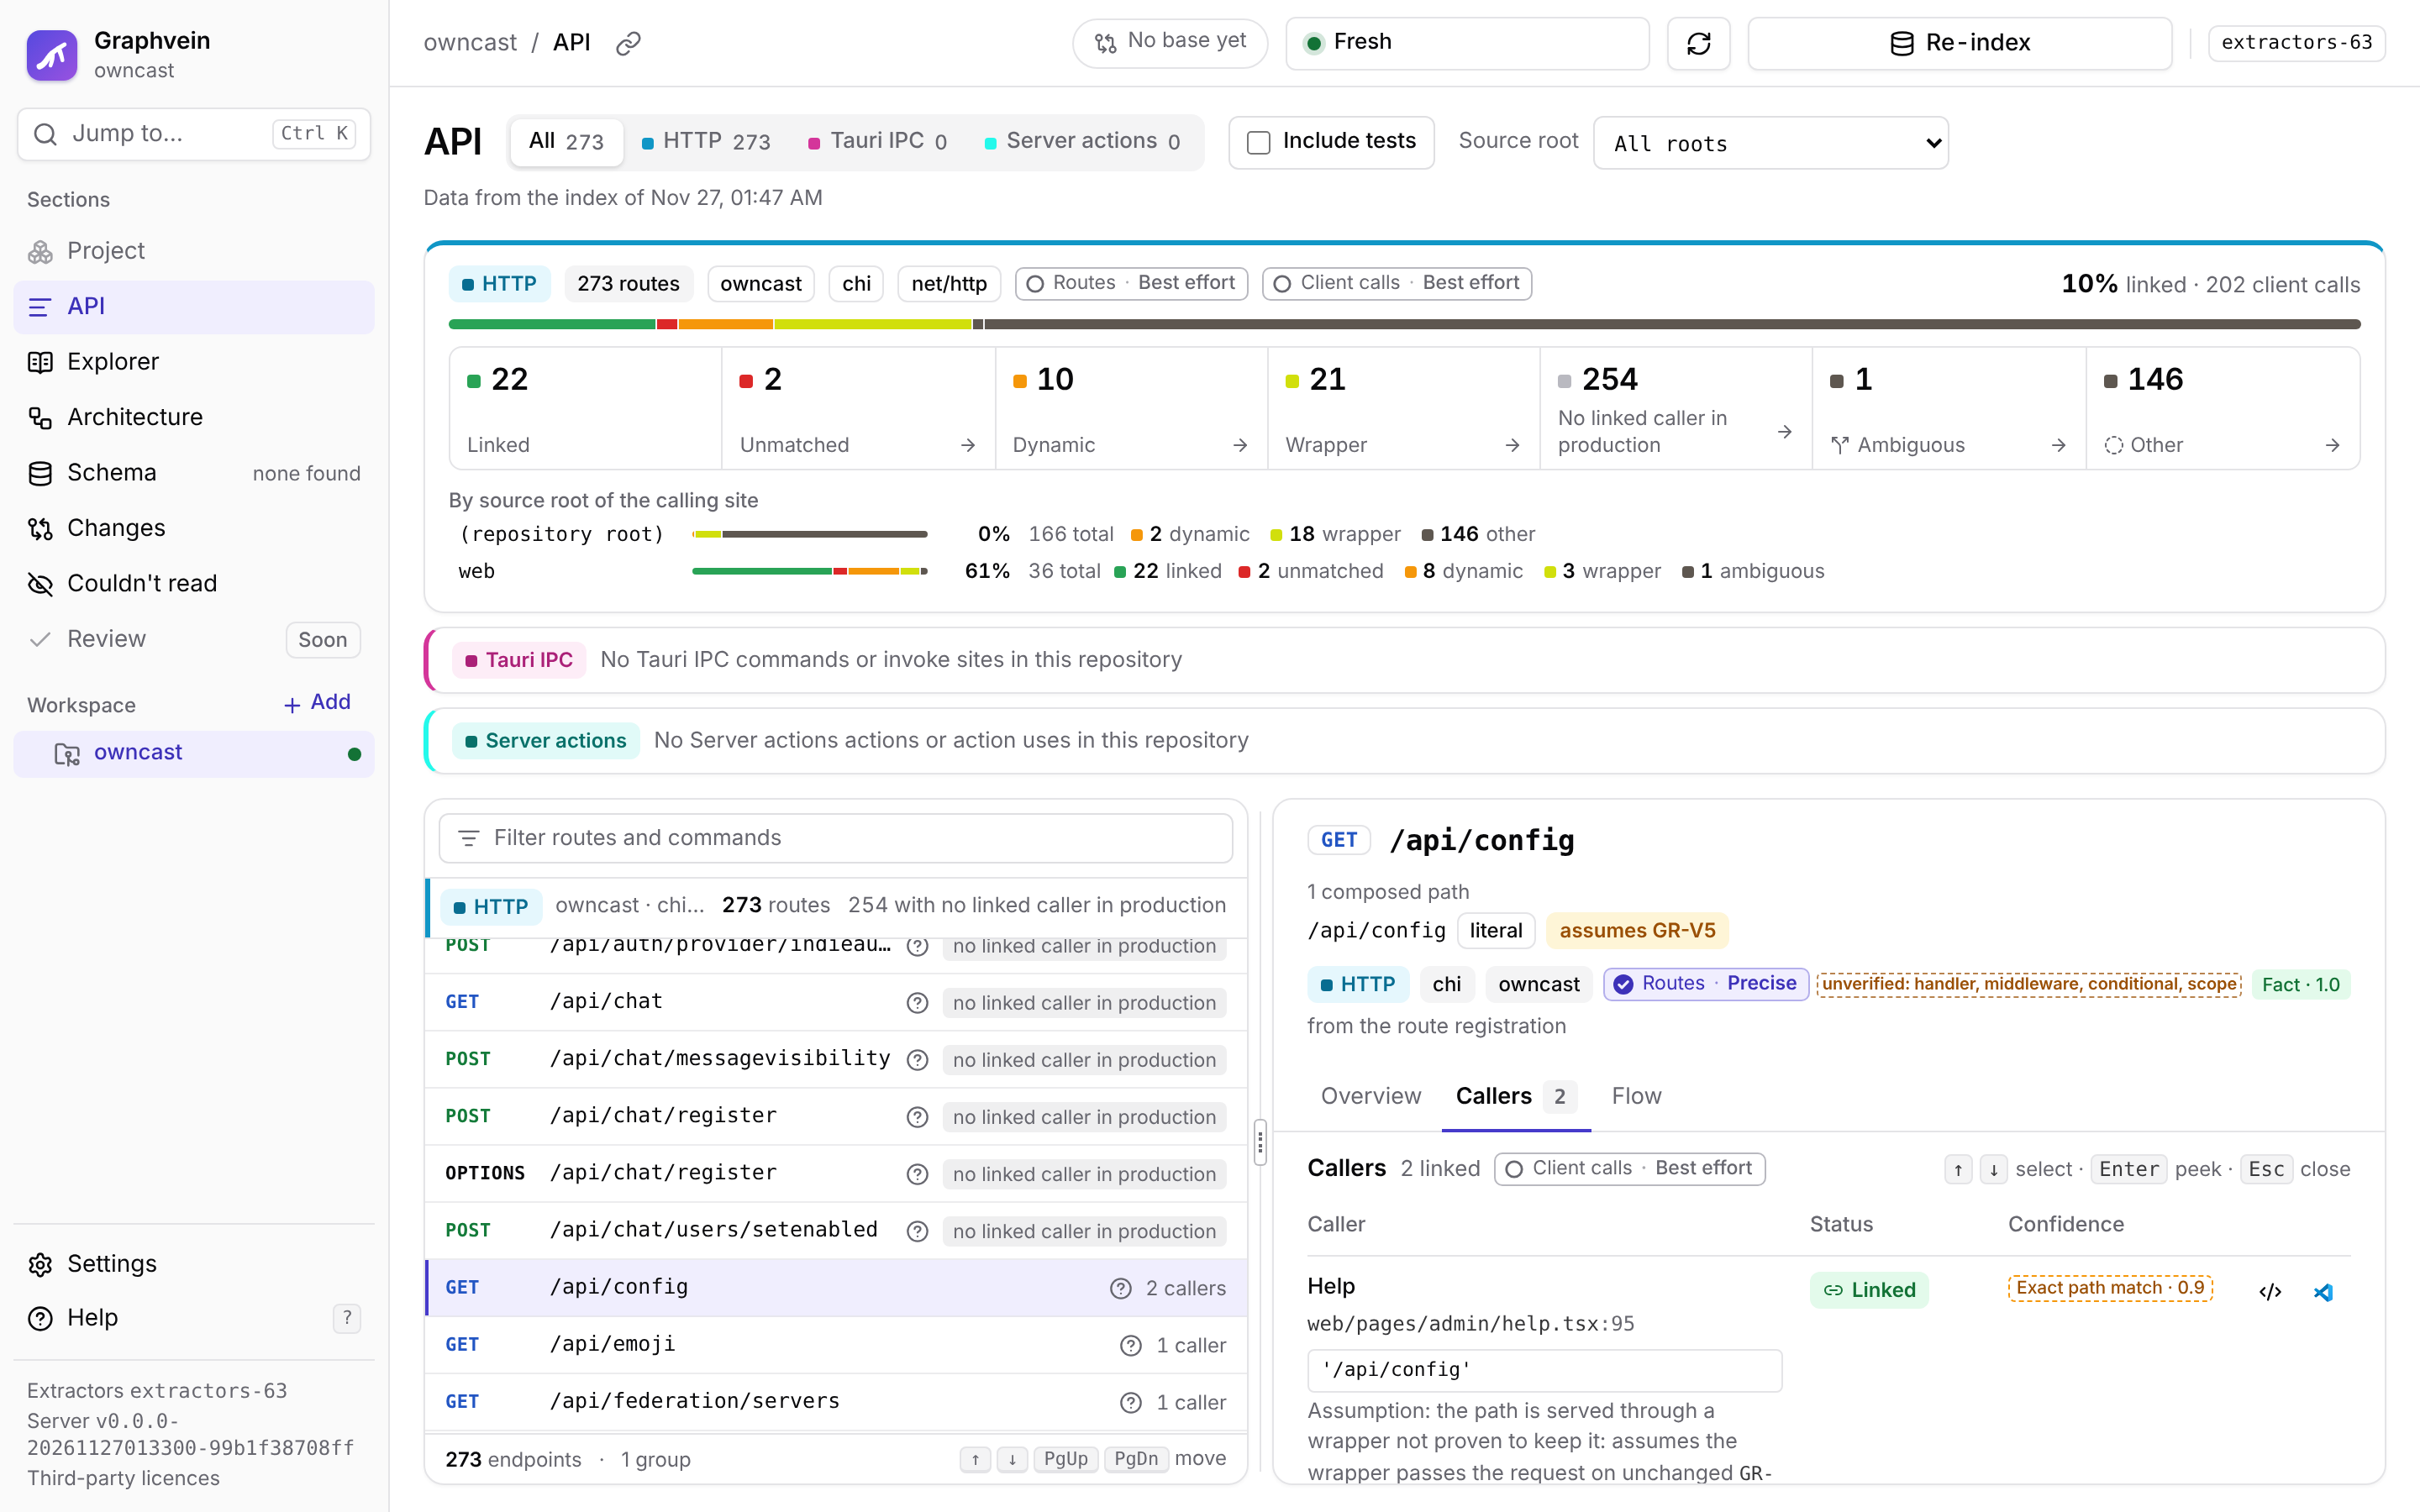 Graphvein
owncast
Jump to...
Ctrl K
Sections
Project
API
Explorer
Architecture
Schema
none found
Changes
Couldn't read
Review
Soon
Workspace
+ Add
owncast
Settings
Help
?
Extractors extractors-63
Server v0.0.0-
20261127013300-99b1f38708ff
Third-party licences
owncast / API
No base yet
Fresh
Re-index
extractors-63
API
All 273
HTTP 273
Tauri IPC 0
Server actions 0
Include tests
Source root
All roots
Data from the index of Nov 27, 01:47 AM
HTTP 273 routes owncast chi net/http Routes · Best effort Client calls · Best effort
10% linked · 202 client calls
22
Linked
2
Unmatched
10
Dynamic
21
Wrapper
254
No linked caller in
production
1
Ambiguous
146
Other
By source root of the calling site
(repository root) 0% 166 total 2 dynamic 18 wrapper 146 other
web 61% 36 total 22 linked 2 unmatched 8 dynamic 3 wrapper 1 ambiguous
Tauri IPC No Tauri IPC commands or invoke sites in this repository
Server actions No Server actions actions or action uses in this repository
Filter routes and commands
HTTP owncast · chi... 273 routes 254 with no linked caller in production
POST /api/auth/provider/indieau… no linked caller in production
GET /api/chat no linked caller in production
POST /api/chat/messagevisibility no linked caller in production
POST /api/chat/register no linked caller in production
OPTIONS /api/chat/register no linked caller in production
POST /api/chat/users/setenabled no linked caller in production
GET /api/config 2 callers
GET /api/emoji 1 caller
GET /api/federation/servers 1 caller
273 endpoints · 1 group
↑ ↓ PgUp PgDn move
GET /api/config
1 composed path
/api/config literal assumes GR-V5
HTTP chi owncast Routes · Precise unverified: handler, middleware, conditional, scope Fact · 1.0
from the route registration
Overview
Callers 2
Flow
Callers 2 linked Client calls · Best effort
↑ ↓ select · Enter peek · Esc close
Caller Status Confidence
Help
Linked
Exact path match · 0.9
web/pages/admin/help.tsx:95
'/api/config'
Assumption: the path is served through a
wrapper not proven to keep it: assumes the
wrapper passes the request on unchanged GR-